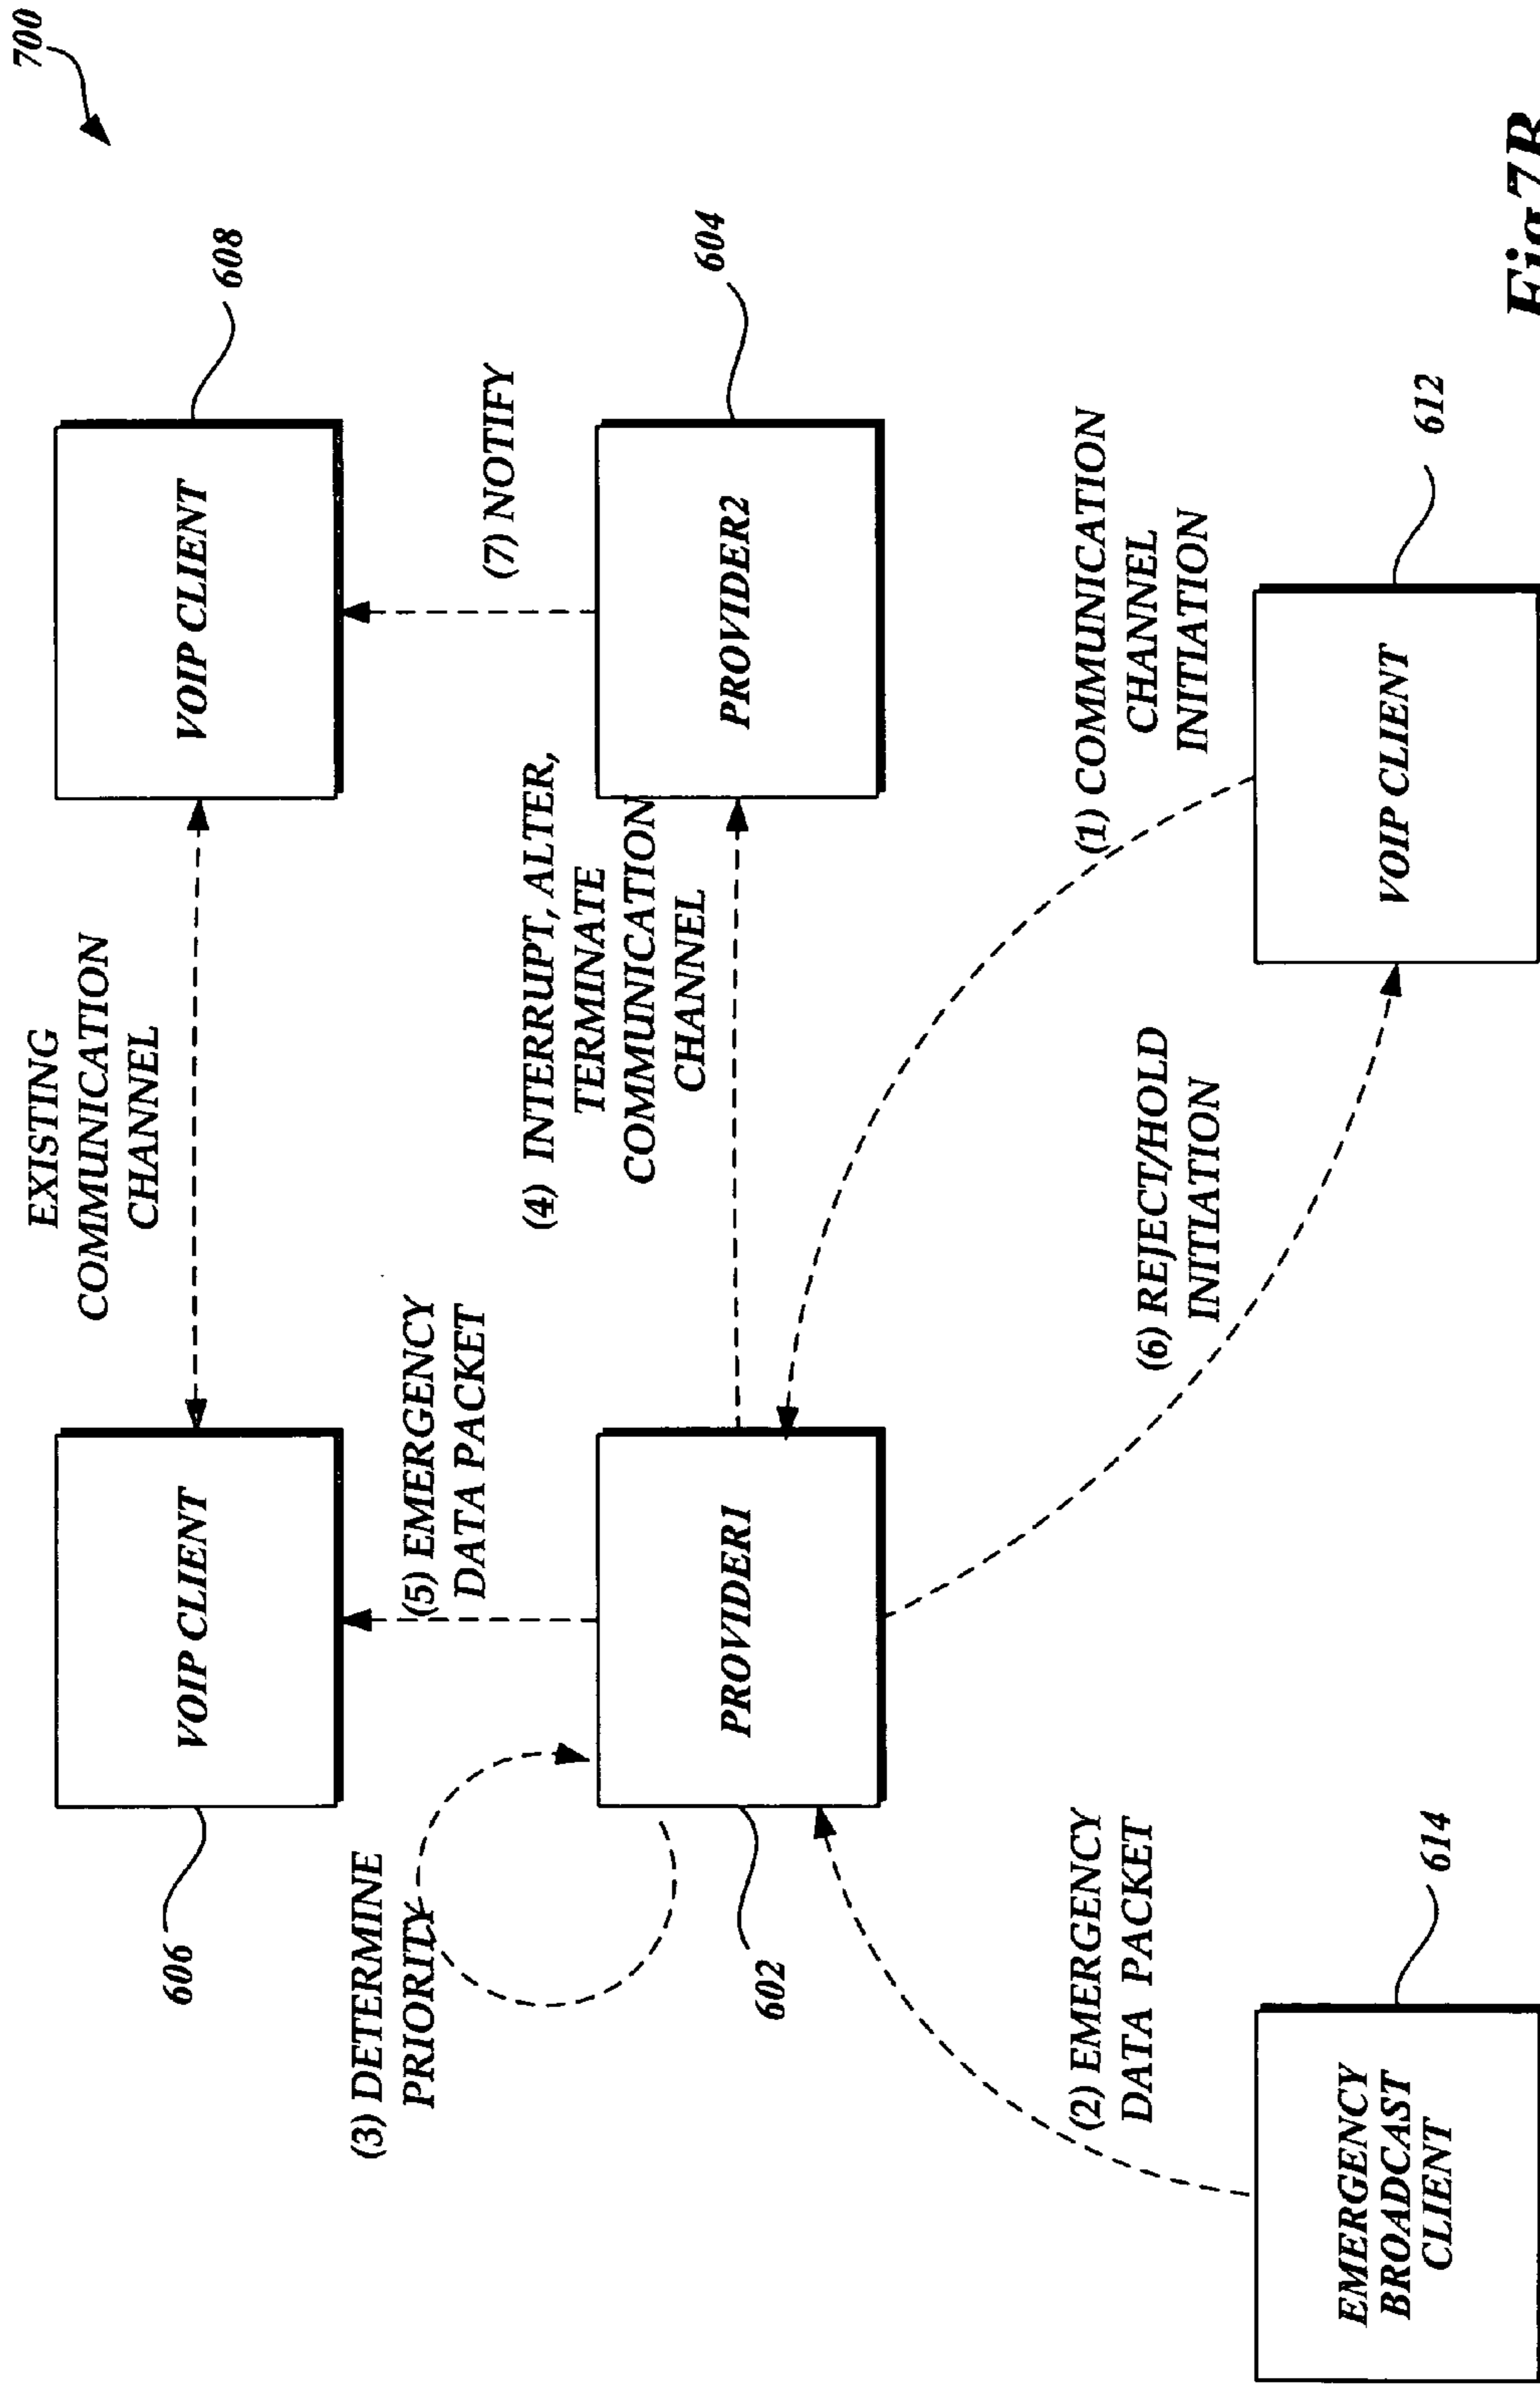 700
EXISTING
COMMUNICATION
CHANNEL
606
VOIP CLIENT
VOIP CLIENT
608
(3) DETERMINE
PRIORITY
(5) EMERGENCY
DATA PACKET
(4) INTERRUPT, ALTER,
TERMINATE
COMMUNICATION
CHANNEL
(7) NOTIFY
602
PROVIDER1
PROVIDER2
604
(2) EMERGENCY
DATA PACKET
(6) REJECT/HOLD
INITIATION
(1) COMMUNICATION
CHANNEL
INITIATION
EMERGENCY
BROADCAST
CLIENT
614
VOIP CLIENT
612